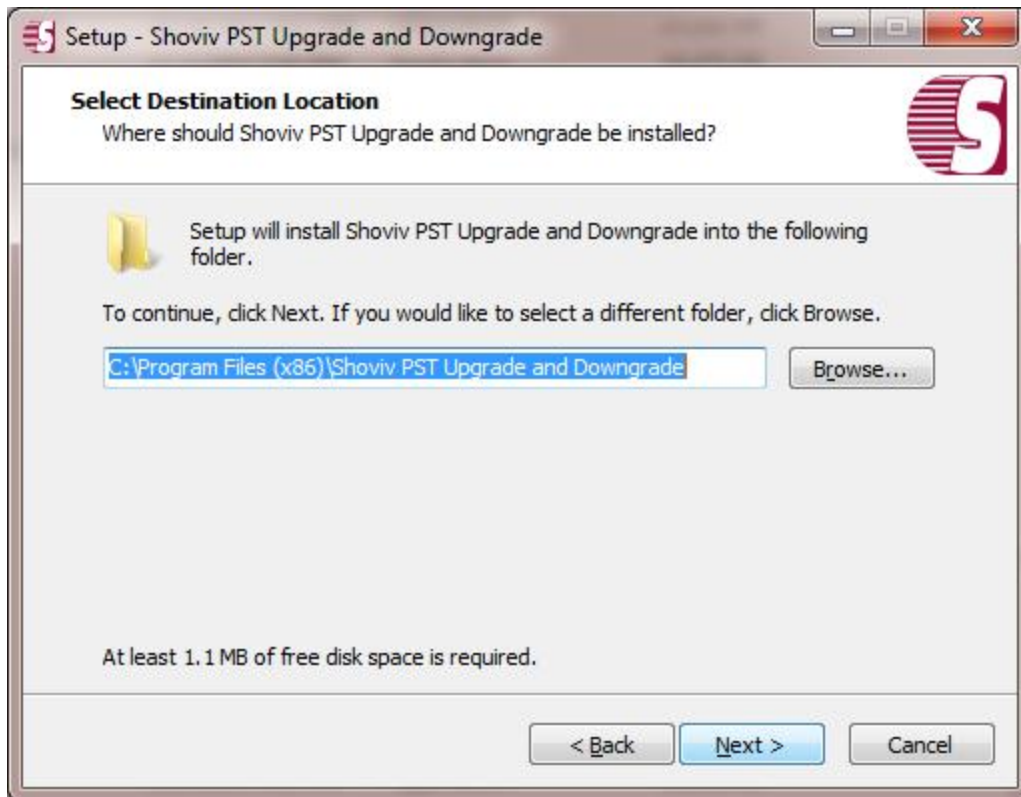 Setup - Shoviv PST Upgrade and Downgrade
Select Destination Location
Where should Shoviv PST Upgrade and Downgrade be installed?
Setup will install Shoviv PST Upgrade and Downgrade into the following
folder.
To continue, click Next. If you would like to select a different folder, click Browse.
C:\Program Files (x86)\Shoviv PST Upgrade and Downgrade
Browse...
At least 1.1 MB of free disk space is required.
< Back
Next >
Cancel